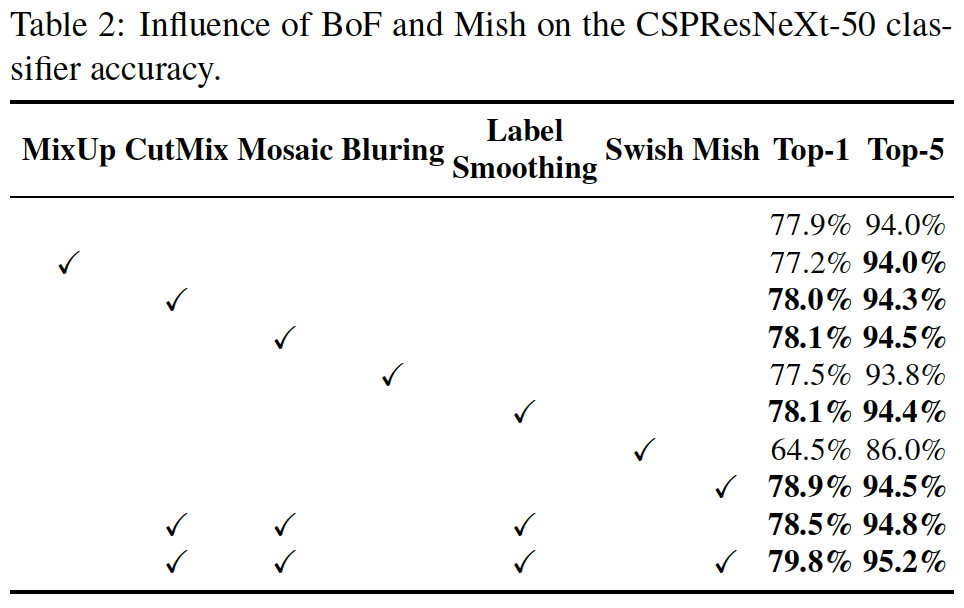 Table 2: Influence of BoF and Mish on the CSPResNeXt-50 clas-
sifier accuracy.
MixUp CutMix Mosaic Bluring Label Smoothing Swish Mish Top-1 Top-5
77.9% 94.0%
✓ 77.2% 94.0%
✓ 78.0% 94.3%
✓ 78.1% 94.5%
✓ 77.5% 93.8%
✓ 78.1% 94.4%
✓ 64.5% 86.0%
✓ 78.9% 94.5%
✓ ✓ ✓ 78.5% 94.8%
✓ ✓ ✓ ✓ 79.8% 95.2%